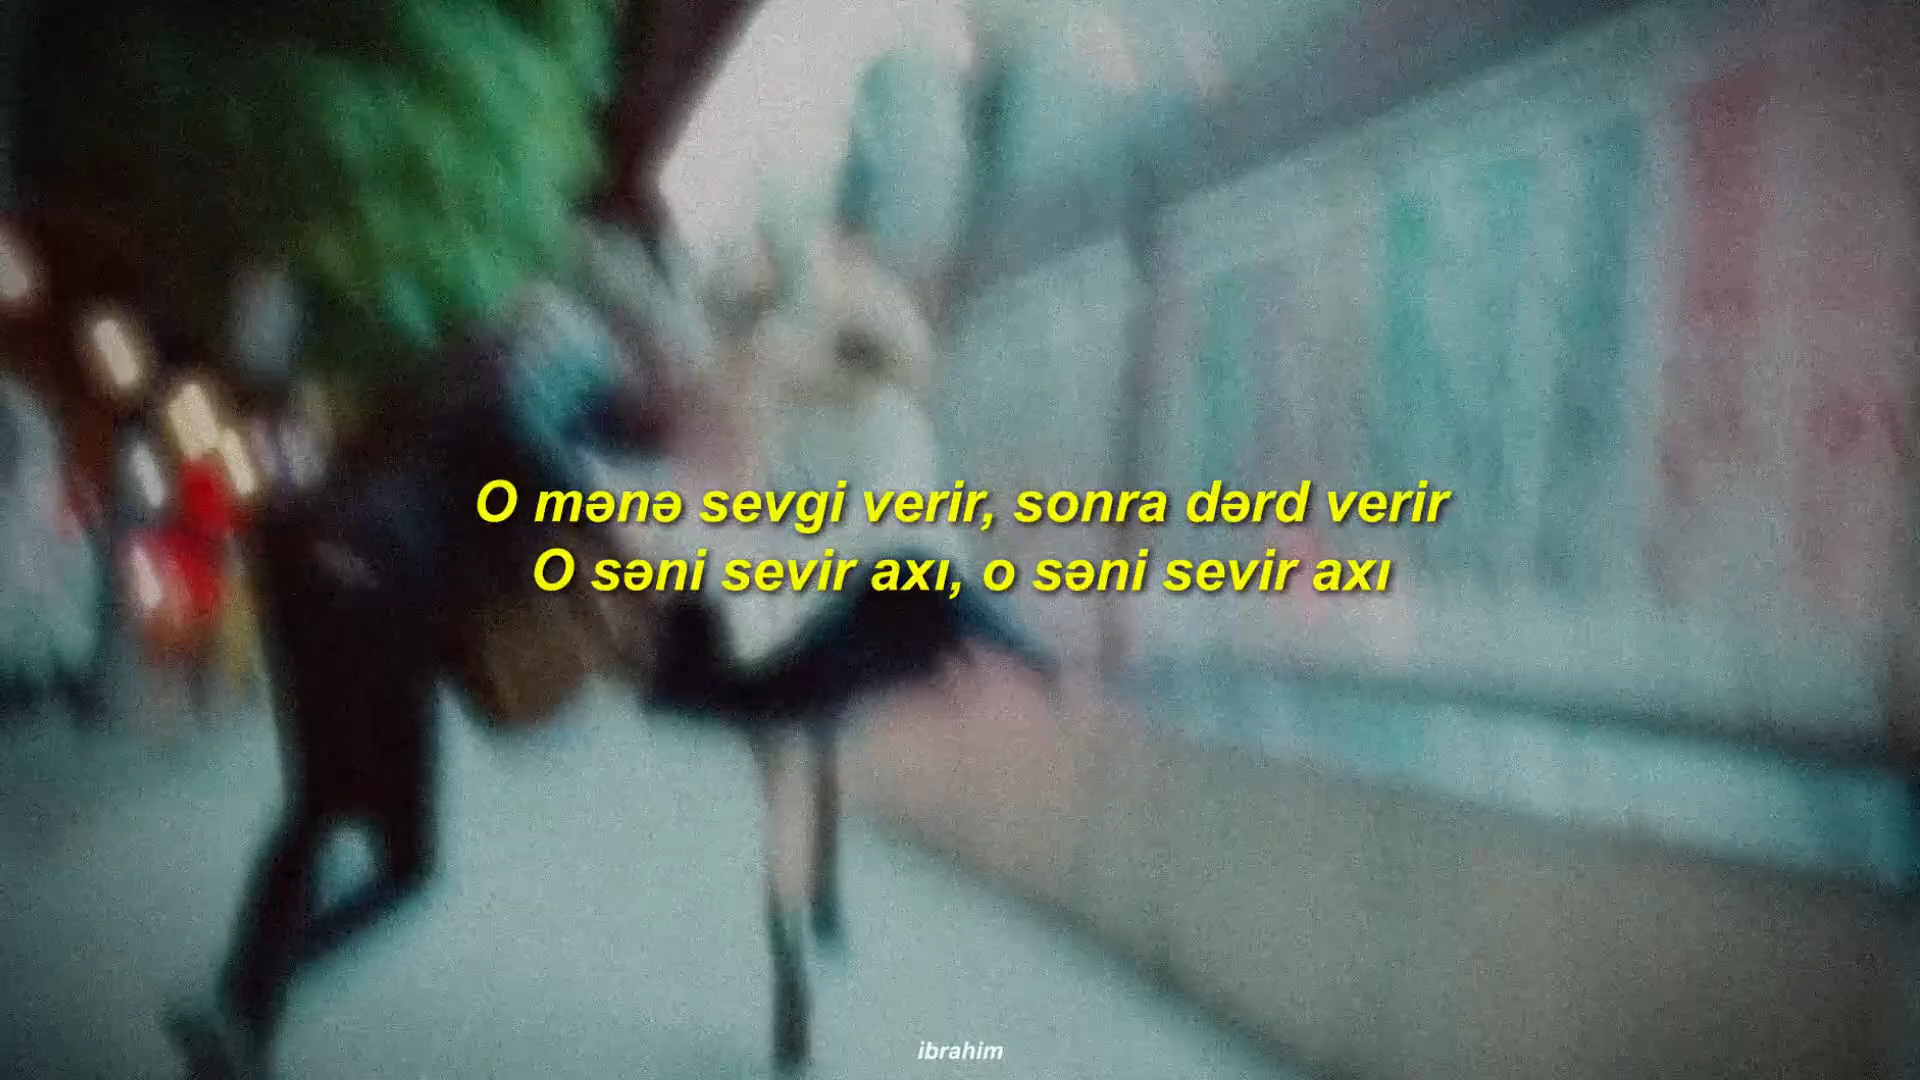 O mənə sevgi verir, sonra dərd verir
O səni sevir axı, o səni sevir axı
ibrahim